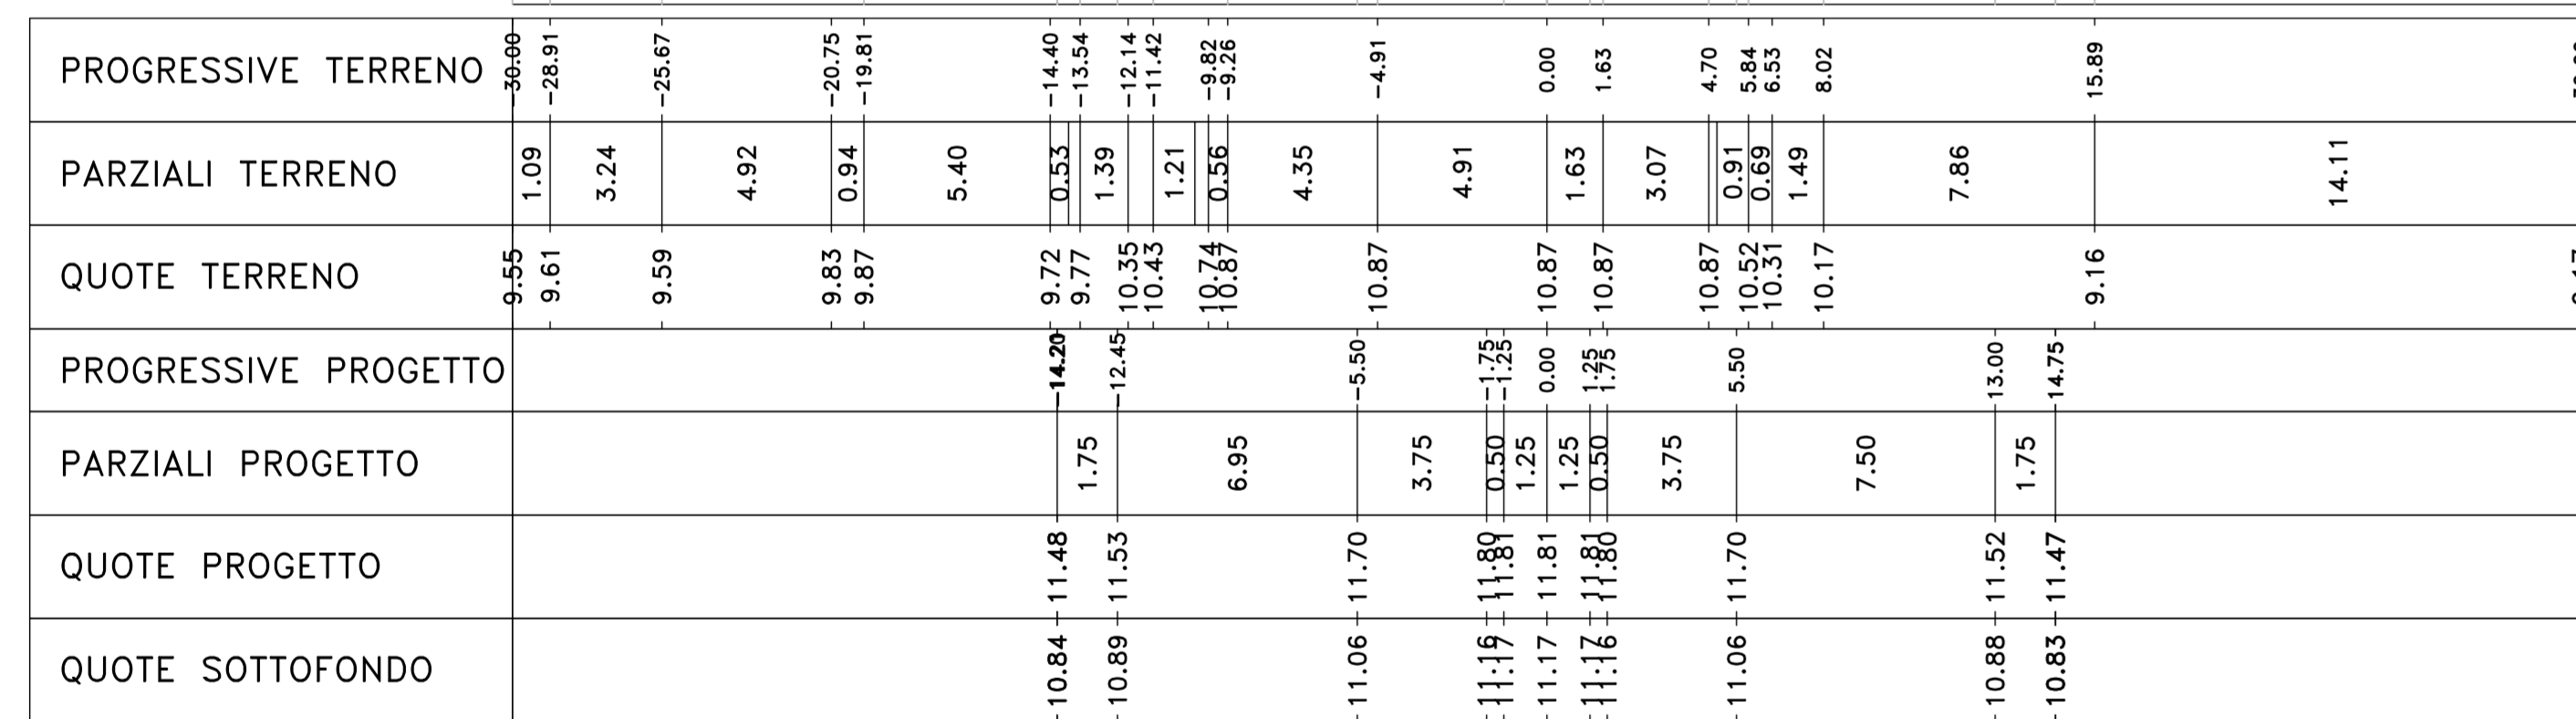 PROGRESSIVE TERRENO -30.00 -28.91 -25.67 -20.75 -19.81 -14.40 -13.54 -12.14 -11.42 -9.82 -9.26 -4.91 0.00 1.63 4.70 5.84 6.53 8.02 15.89
PARZIALI TERRENO 1.09 3.24 4.92 0.94 5.40 0.53 1.39 1.21 0.56 4.35 4.91 1.63 3.07 0.91 0.69 1.49 7.86 14.11
QUOTE TERRENO 9.55 9.61 9.59 9.83 9.87 9.72 9.77 10.35 10.43 10.74 10.87 10.87 10.87 10.87 10.87 10.52 10.31 10.17 9.16
PROGRESSIVE PROGETTO -14.20 -12.45 -5.50 -1.75 -1.25 0.00 1.25 1.75 5.50 13.00 14.75
PARZIALI PROGETTO 1.75 6.95 3.75 0.50 1.25 1.25 0.50 3.75 7.50 1.75
QUOTE PROGETTO 11.48 11.53 11.70 11.80 11.81 11.81 11.81 11.80 11.70 11.52 11.47
QUOTE SOTTOFONDO 10.84 10.89 11.06 11.16 11.17 11.17 11.17 11.16 11.06 10.88 10.83